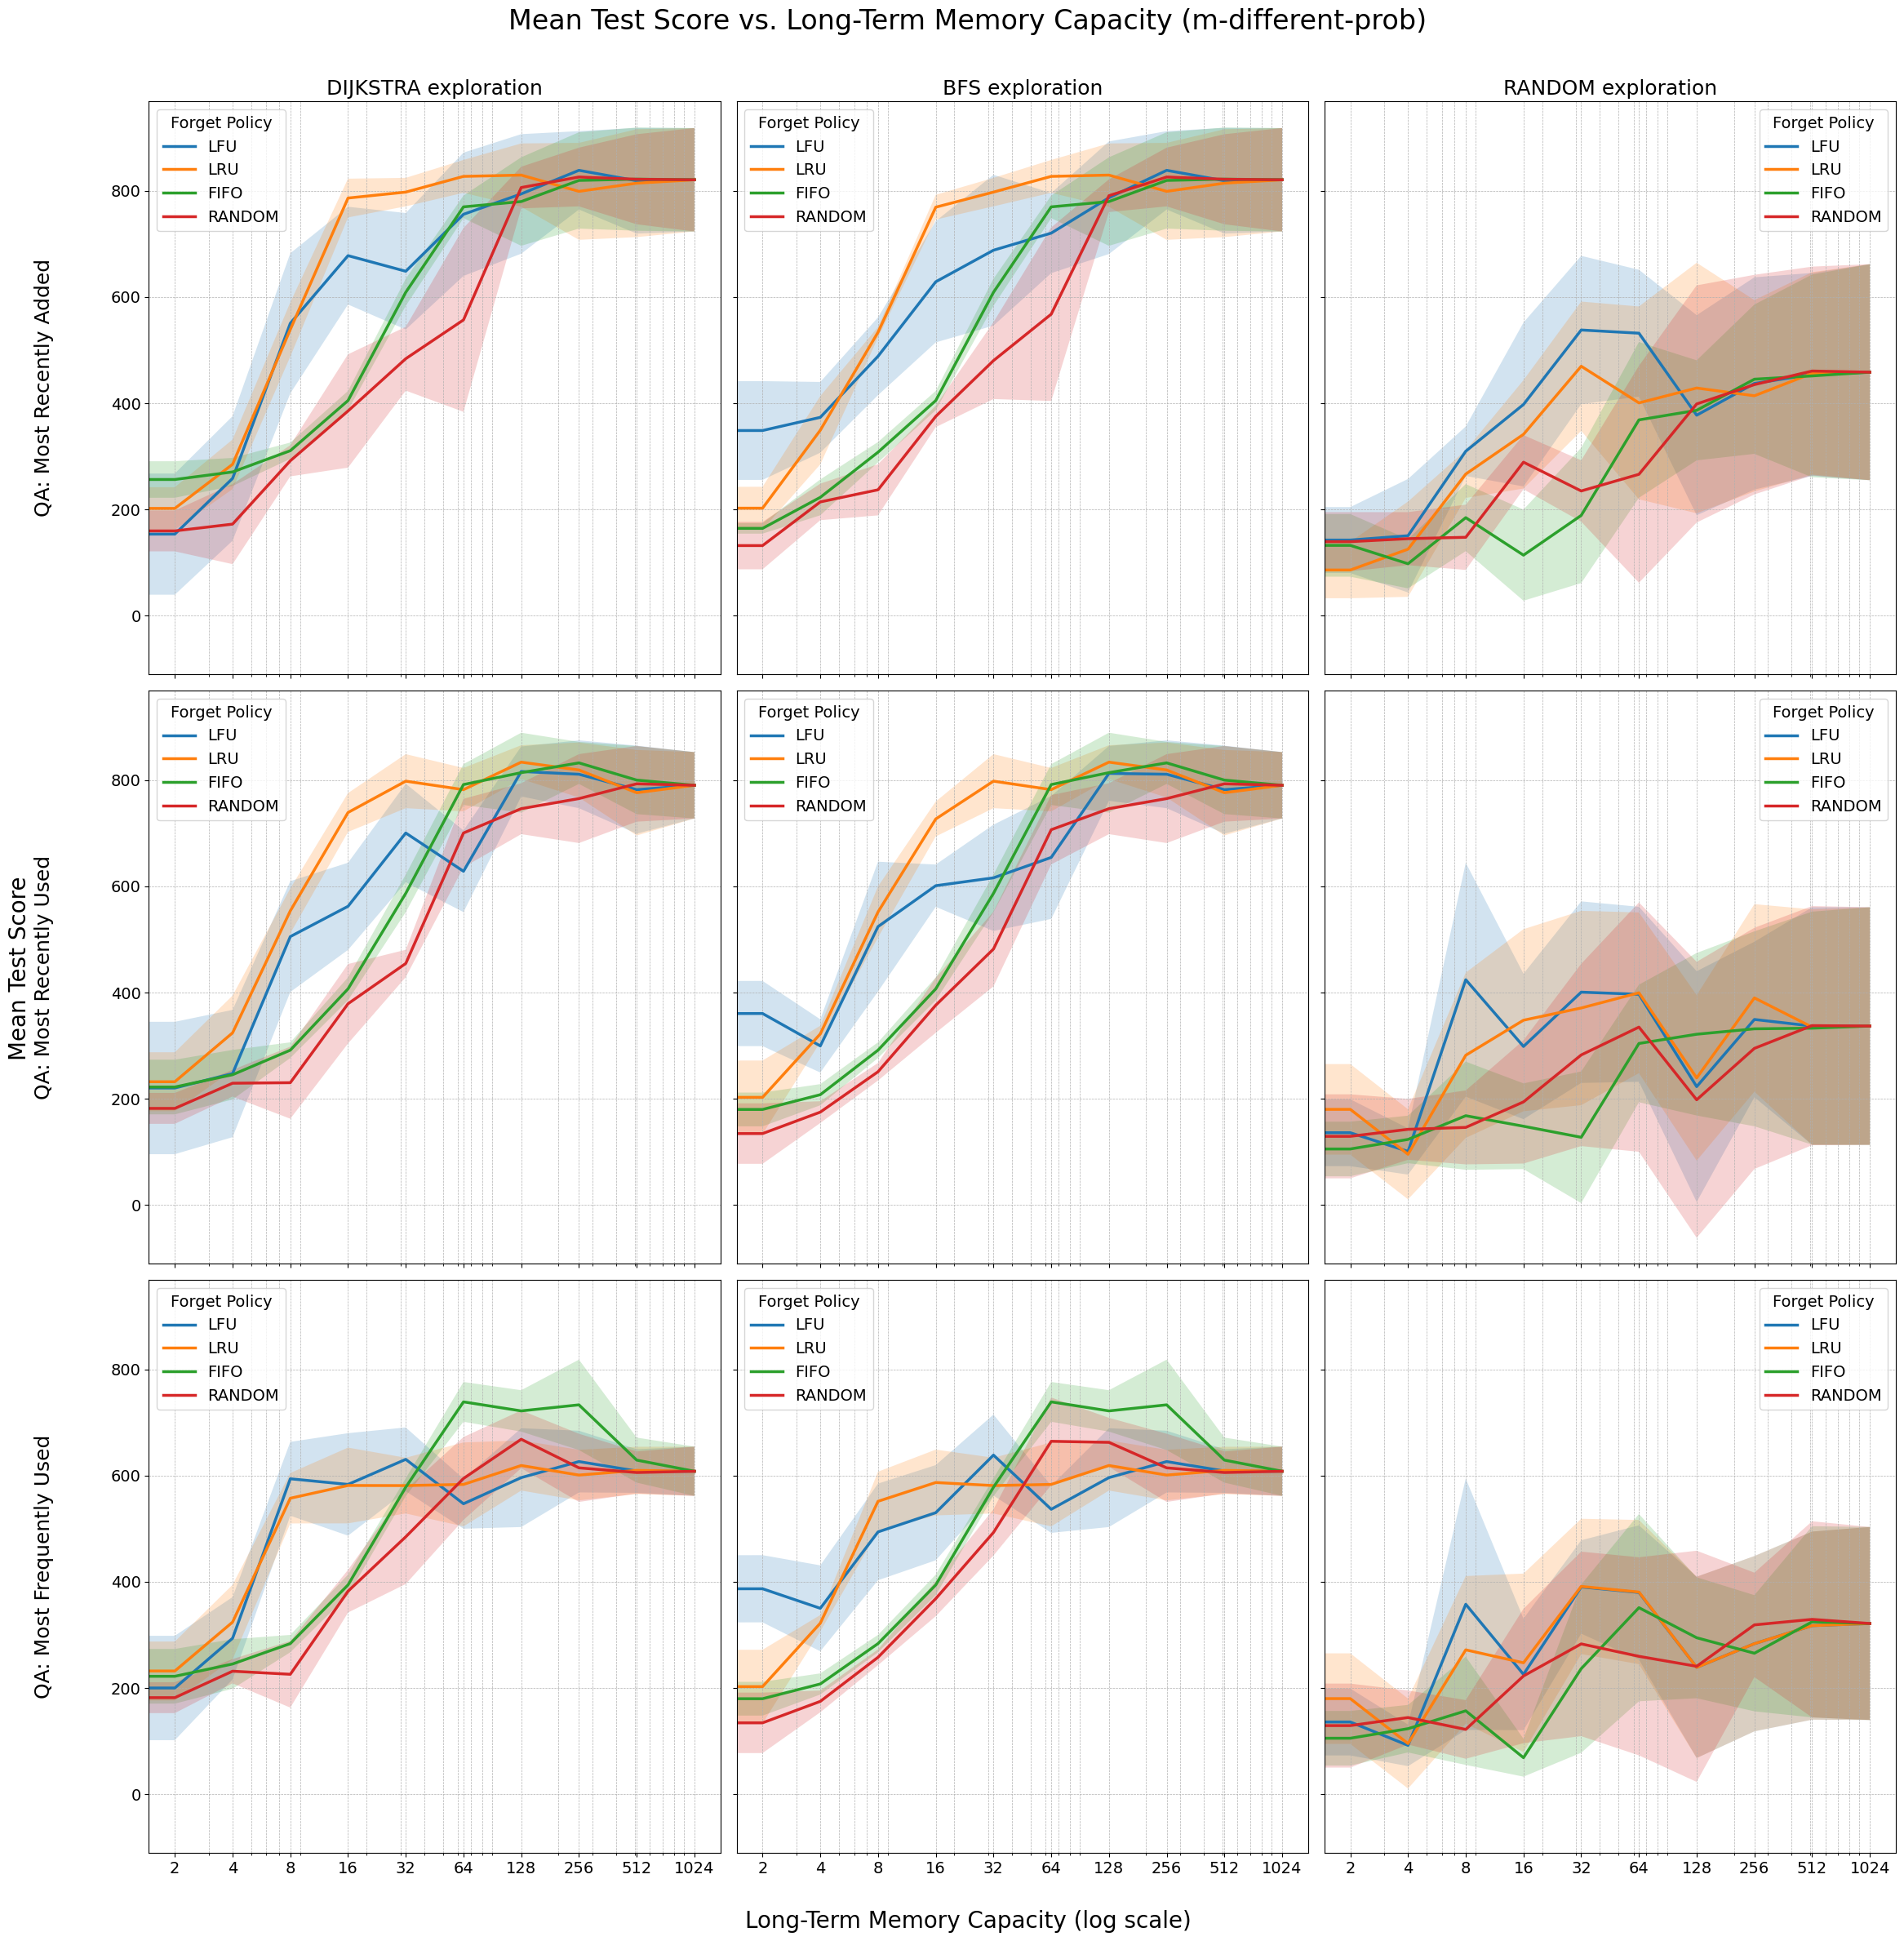 Mean Test Score vs. Long-Term Memory Capacity (m-different-prob)
DIJKSTRA exploration
BFS exploration
RANDOM exploration
Mean Test Score
QA: Most Recently Added
800
600
400
200
0
Forget Policy
LFU
LRU
FIFO
RANDOM
Forget Policy
LFU
LRU
FIFO
RANDOM
Forget Policy
LFU
LRU
FIFO
RANDOM
QA: Most Recently Used
800
600
400
200
0
Forget Policy
LFU
LRU
FIFO
RANDOM
Forget Policy
LFU
LRU
FIFO
RANDOM
Forget Policy
LFU
LRU
FIFO
RANDOM
QA: Most Frequently Used
800
600
400
200
0
Forget Policy
LFU
LRU
FIFO
RANDOM
Forget Policy
LFU
LRU
FIFO
RANDOM
Forget Policy
LFU
LRU
FIFO
RANDOM
2 4 8 16 32 64 128 256 512 1024
2 4 8 16 32 64 128 256 512 1024
2 4 8 16 32 64 128 256 512 1024
Long-Term Memory Capacity (log scale)